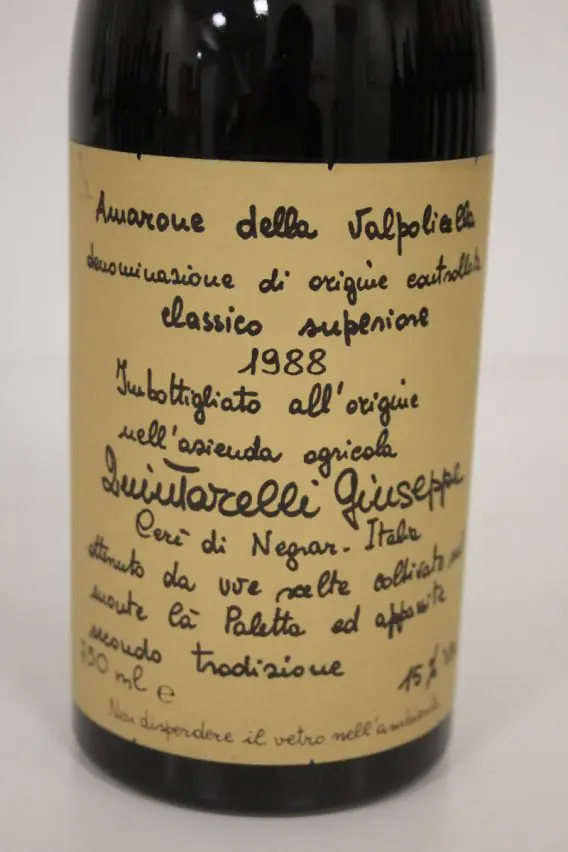 Amarone della Valpolicella
denominazione di origine controllata
classico superiore
1988
Imbottigliato all'origine
nell'azienda agricola
Quintarelli Giuseppe
Cerè di Negrar - Italia
ottenuto da uve scelte coltivate sul
monte Cà Paletta ed appassite
secondo tradizione
750 ml e 15% Vol
Non disperdere il vetro nell'ambiente